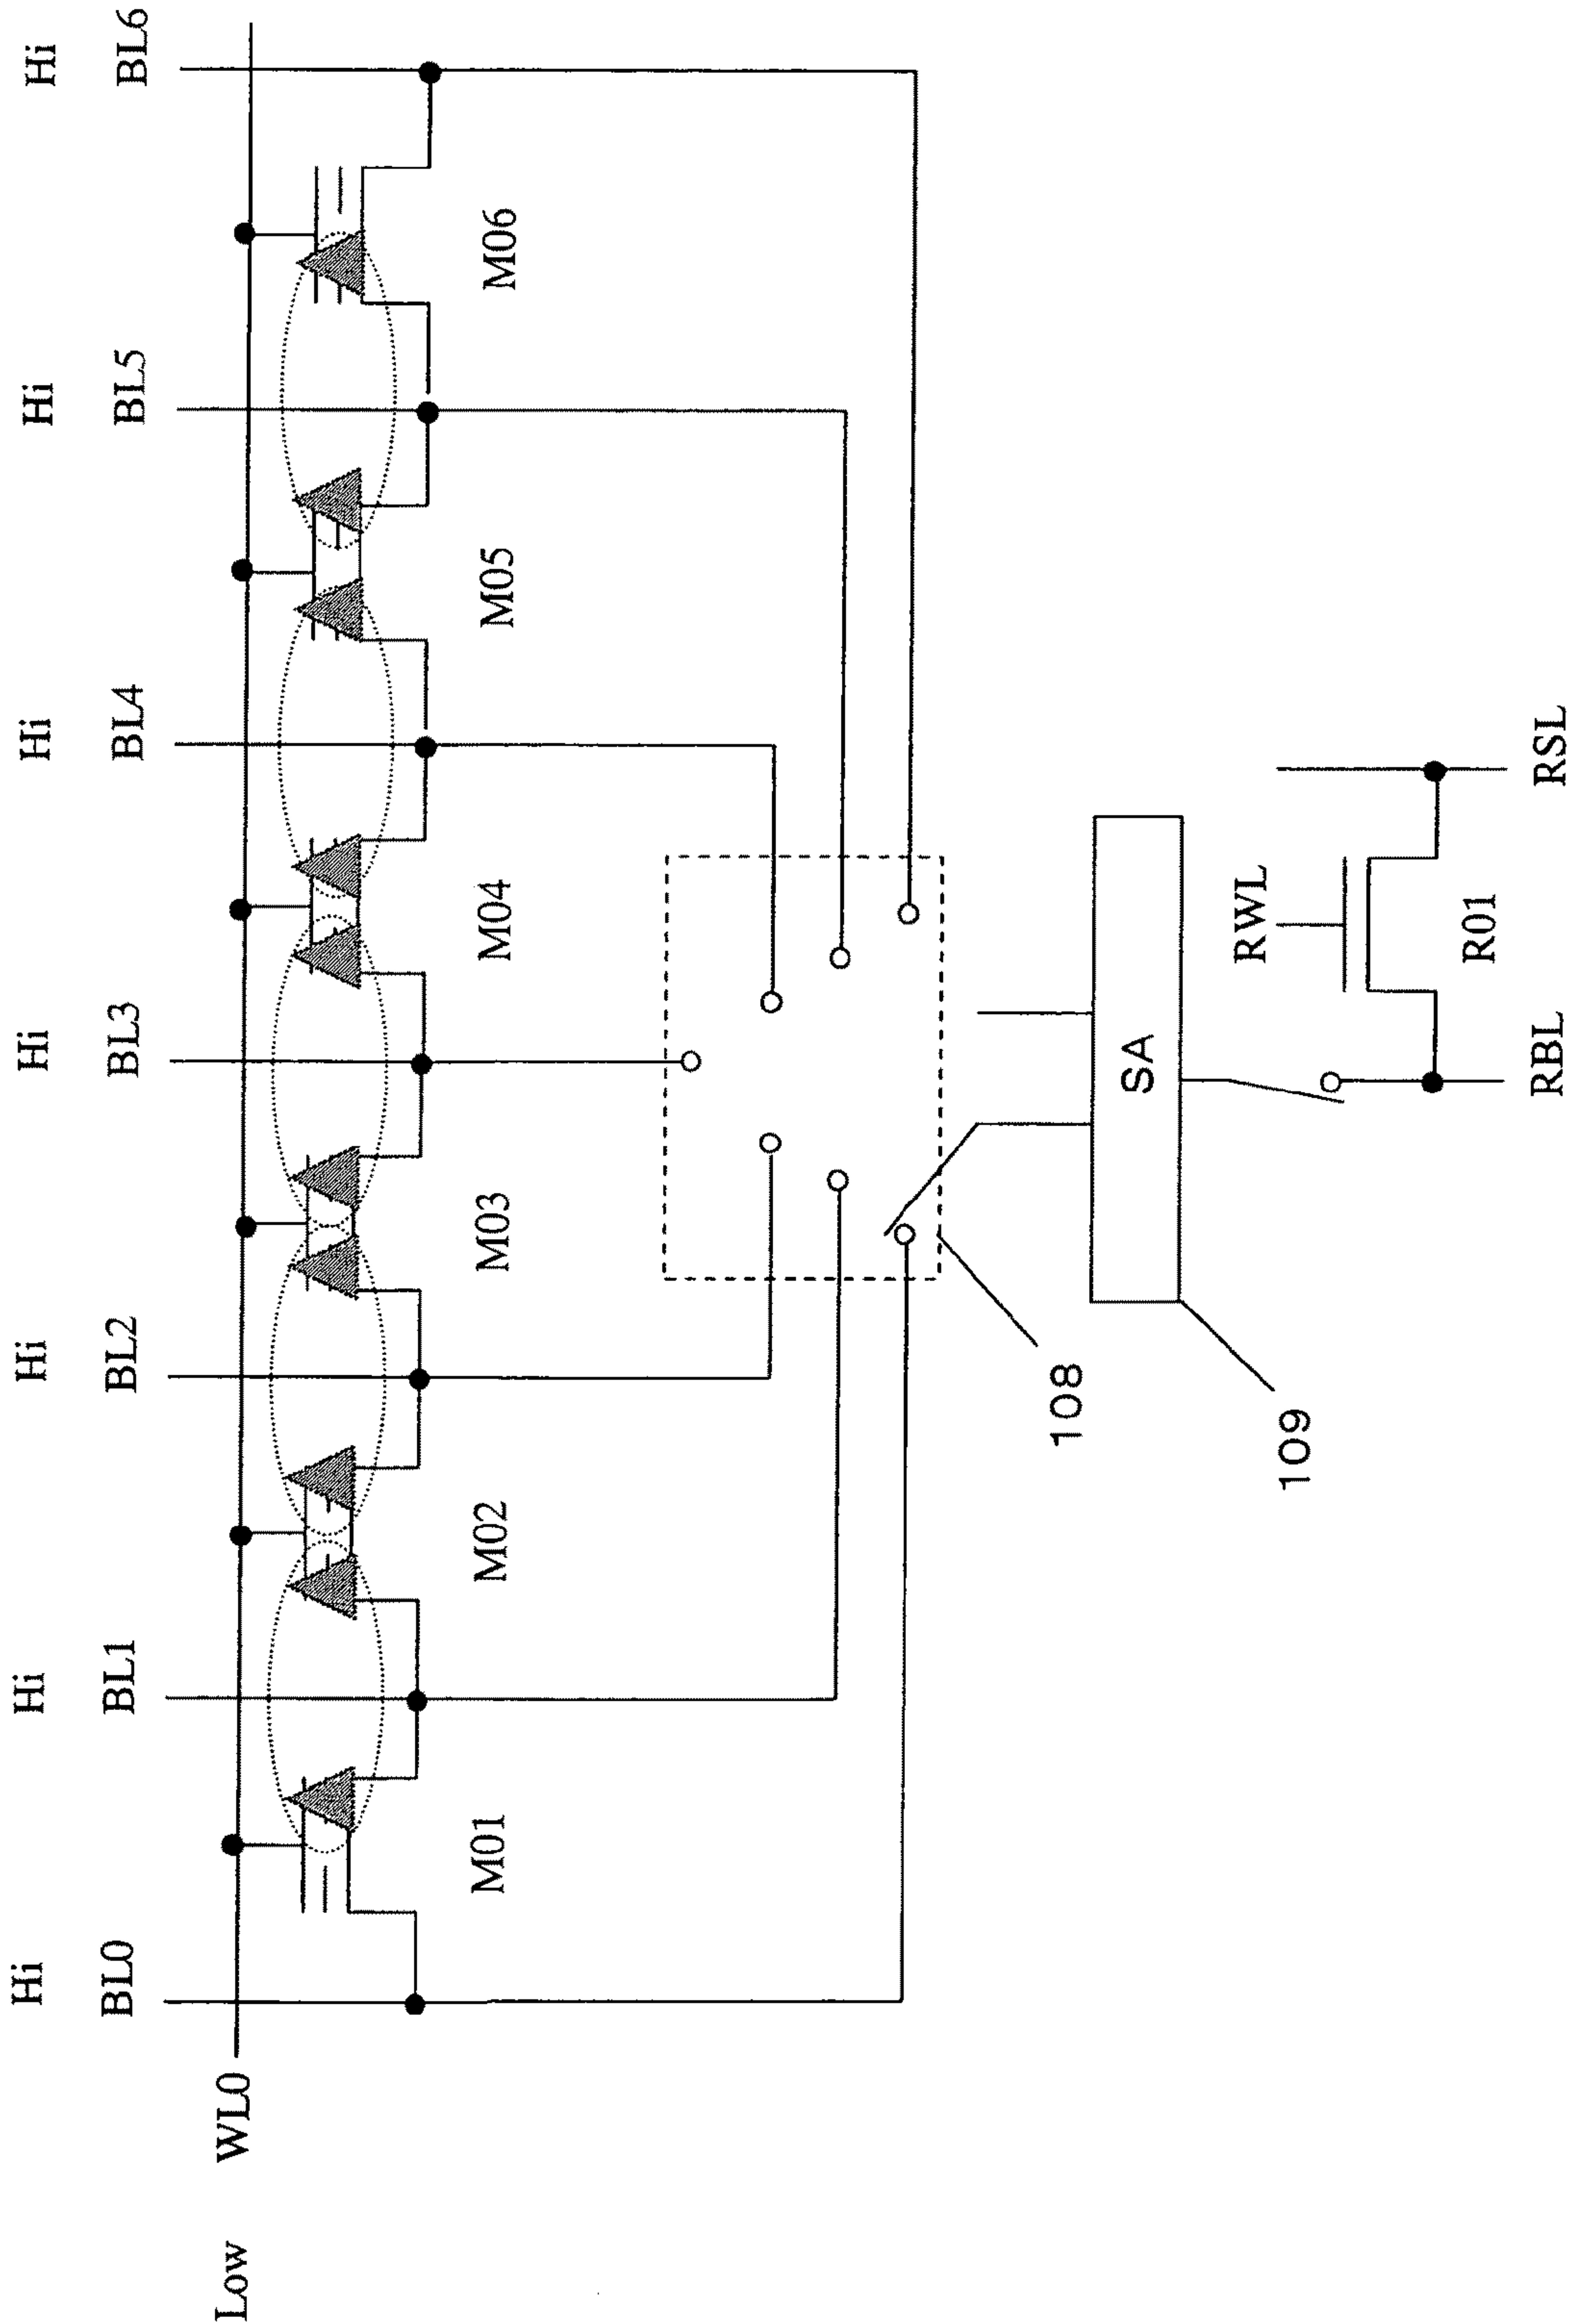 Hi Hi Hi Hi Hi Hi Hi
BL0 BL1 BL2 BL3 BL4 BL5 BL6
Low WL0
M01 M02 M03 M04 M05 M06
108
SA
109
RWL
R01
RBL RSL